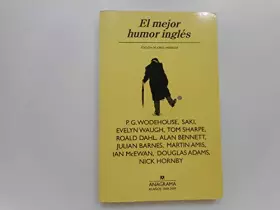 El mejor
humor inglés
P. G. WODEHOUSE, SAKI,
EVELYN WAUGH, TOM SHARPE,
ROALD DAHL, ALAN BENNETT,
JULIAN BARNES, MARTIN AMIS,
IAN McEWAN, DOUGLAS ADAMS,
NICK HORNBY
ANAGRAMA